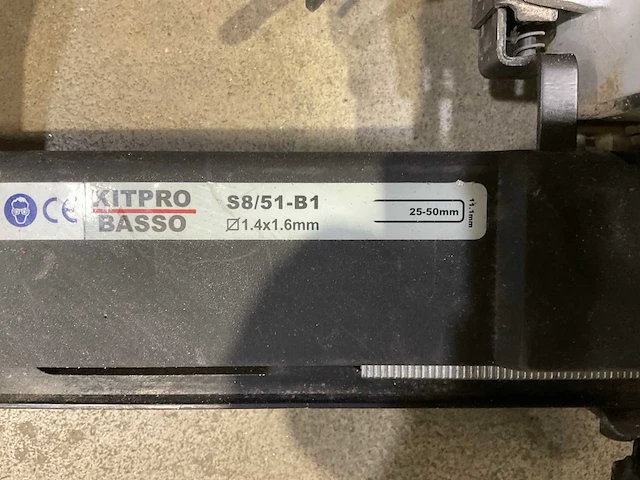 CE
KITPRO
BASSO
S8/51-B1
1.4x1.6mm
25-50mm
11.1mm